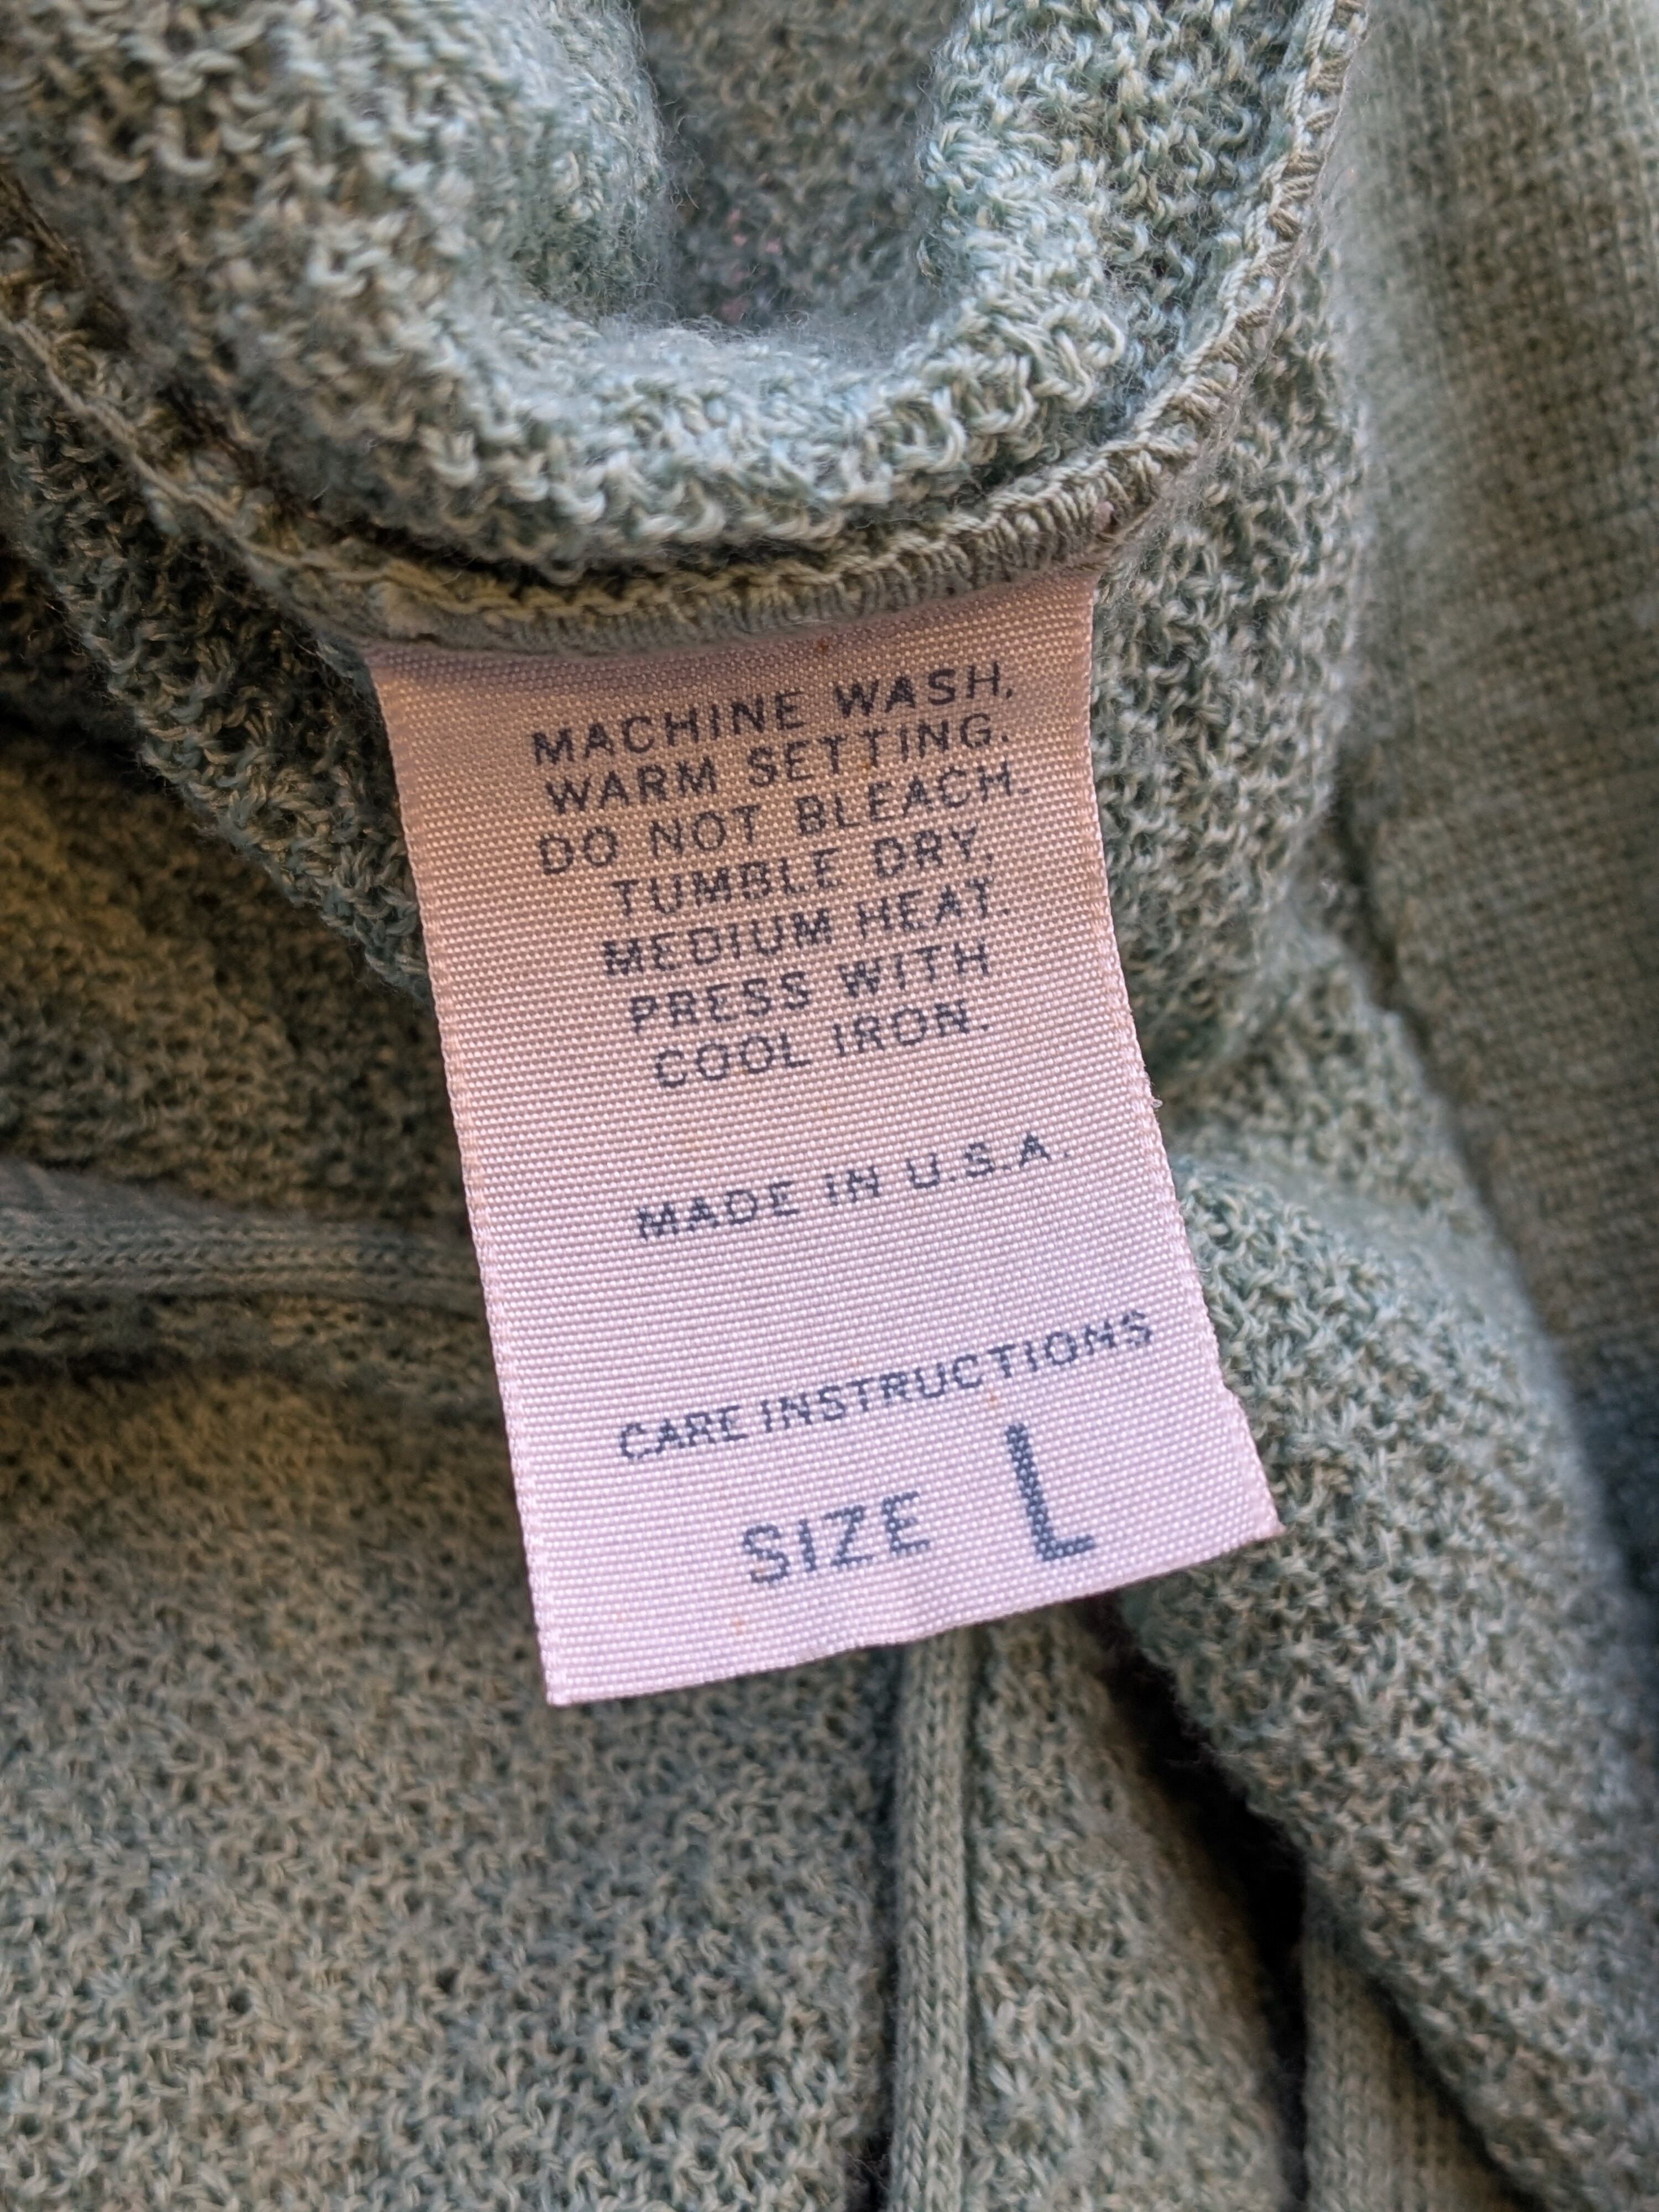 MACHINE WASH,
WARM SETTING.
DO NOT BLEACH.
TUMBLE DRY,
MEDIUM HEAT.
PRESS WITH
COOL IRON.
MADE IN U.S.A.
CARE INSTRUCTIONS
SIZE L